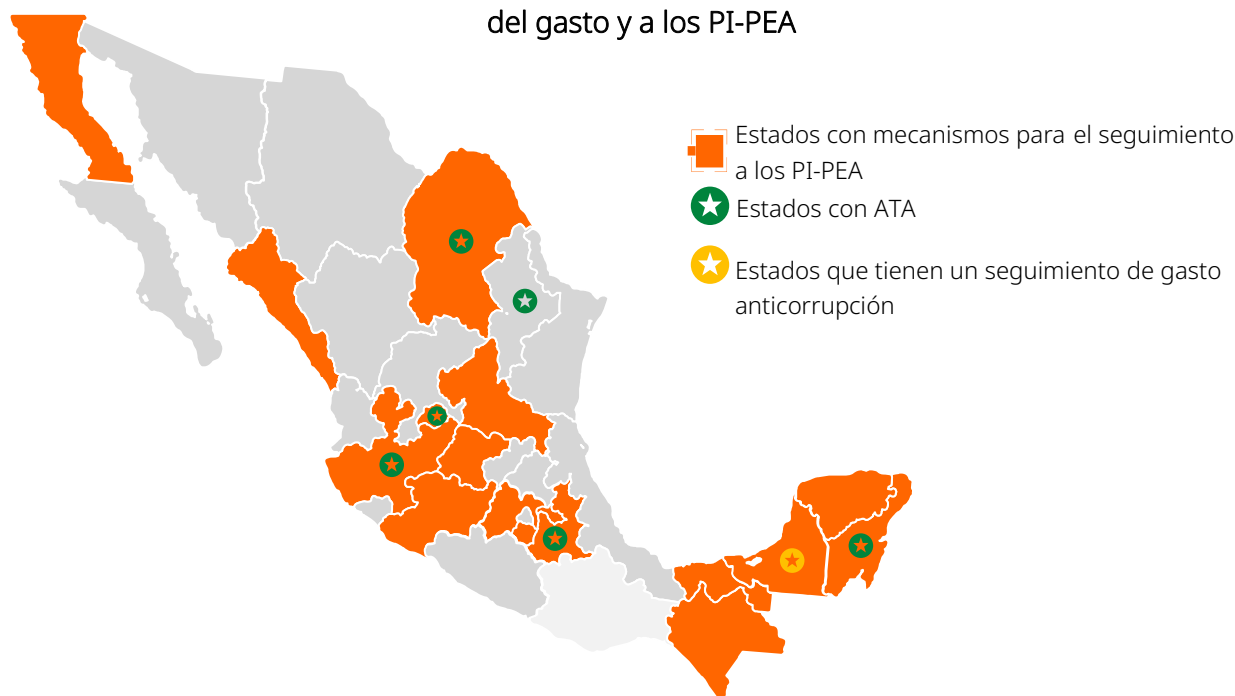 del gasto y a los PI-PEA
Estados con mecanismos para el seguimiento
a los PI-PEA
Estados con ATA
Estados que tienen un seguimiento de gasto
anticorrupción